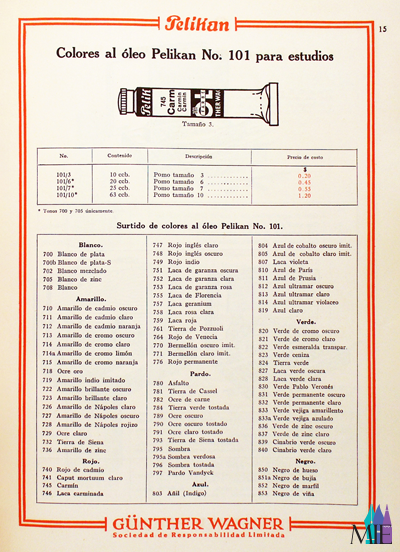 Pelikan
15
Colores al óleo Pelikan No. 101 para estudios
Pelik
745
Carm
Carmin
Carmin
THER WAG
Tamaño 3.
No. Contenido Descripción Precio de costo
$
101/3 10 ccb. Pomo tamaño 3 ............ 0.20
101/6* 20 ccb. Pomo tamaño 6 ............ 0.45
101/7* 25 ccb. Pomo tamaño 7 ............ 0.55
101/10* 63 ccb. Pomo tamaño 10 ............ 1.20
* Tonos 700 y 705 únicamente.
Surtido de colores al óleo Pelikan No. 101.
Blanco.
700 Blanco de plata
700b Blanco de plata-S
702 Blanco mezclado
705 Blanco de zinc
708 Blanco
Amarillo.
710 Amarillo de cadmio oscuro
711 Amarillo de cadmio claro
712 Amarillo de cadmio naranja
713 Amarillo de cromo oscuro
714 Amarillo de cromo claro
714a Amarillo de cromo limón
715 Amarillo de cromo naranja
718 Ocre oro
719 Amarillo indio imitado
722 Amarillo brillante oscuro
723 Amarillo brillante claro
726 Amarillo de Nápoles claro
727 Amarillo de Nápoles oscuro
728 Amarillo de Nápoles rojizo
729 Ocre claro
732 Tierra de Siena
736 Amarillo de zinc
Rojo.
740 Rojo de cadmio
741 Caput mortuum claro
745 Carmín
746 Laca carminada
747 Rojo inglés claro
748 Rojo inglés oscuro
749 Rojo indio
751 Laca de garanza oscura
752 Laca de garanza clara
753 Laca de garanza rosa
755 Laca de Florencia
757 Laca geranium
758 Laca rosa clara
759 Laca roja
761 Tierra de Pozzuoli
764 Rojo de Venecia
770 Bermellón oscuro imit.
771 Bermellón claro imit.
776 Rojo permanente
Pardo.
780 Asfalto
781 Tierra de Cassel
782 Ocre de carne
784 Tierra verde tostada
789 Ocre oscuro
790 Ocre oscuro tostado
791 Ocre claro tostado
793 Tierra de Siena tostada
795 Sombra
795a Sombra verdosa
796 Sombra tostada
797 Pardo Vandyck
Azul.
803 Añil (Indigo)
804 Azul de cobalto oscuro imit.
805 Azul de cobalto claro imit.
807 Laca violeta
810 Azul de París
811 Azul de Prusia
812 Azul ultramar oscuro
813 Azul ultramar claro
814 Azul ultramar violaceo
819 Azul claro
Verde.
820 Verde de cromo oscuro
821 Verde de cromo claro
822 Verde esmeralda transpar.
823 Verde ceniza
824 Tierra verde
827 Laca verde oscura
828 Laca verde clara
830 Verde Pablo Veronés
831 Verde permanente oscuro
832 Verde permanente claro
833 Verde vejiga amarillento
833a Verde vejiga azulado
836 Verde de zinc oscuro
837 Verde de zinc claro
839 Cinabrio verde oscuro
840 Cinabrio verde claro
Negro.
850 Negro de hueso
851a Negro de bujía
852 Negro de marfil
853 Negro de viña
GÜNTHER WAGNER
Sociedad de Responsabilidad Limitada